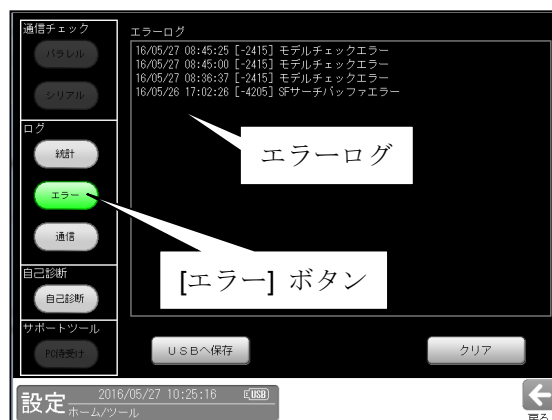 通信チェック
パラレル
シリアル
ログ
統計
エラー
通信
自己診断
自己診断
サポートツール
PC待受け
エラーログ
16/05/27 08:45:25 [-2415] モデルチェックエラー
16/05/27 08:45:00 [-2415] モデルチェックエラー
16/05/27 08:36:37 [-2415] モデルチェックエラー
16/05/26 17:02:26 [-4205] SFサーチバッファエラー
エラーログ
[エラー] ボタン
USBへ保存
クリア
設定
2016/05/27 10:25:16
USB
ホーム/ツール
戻る